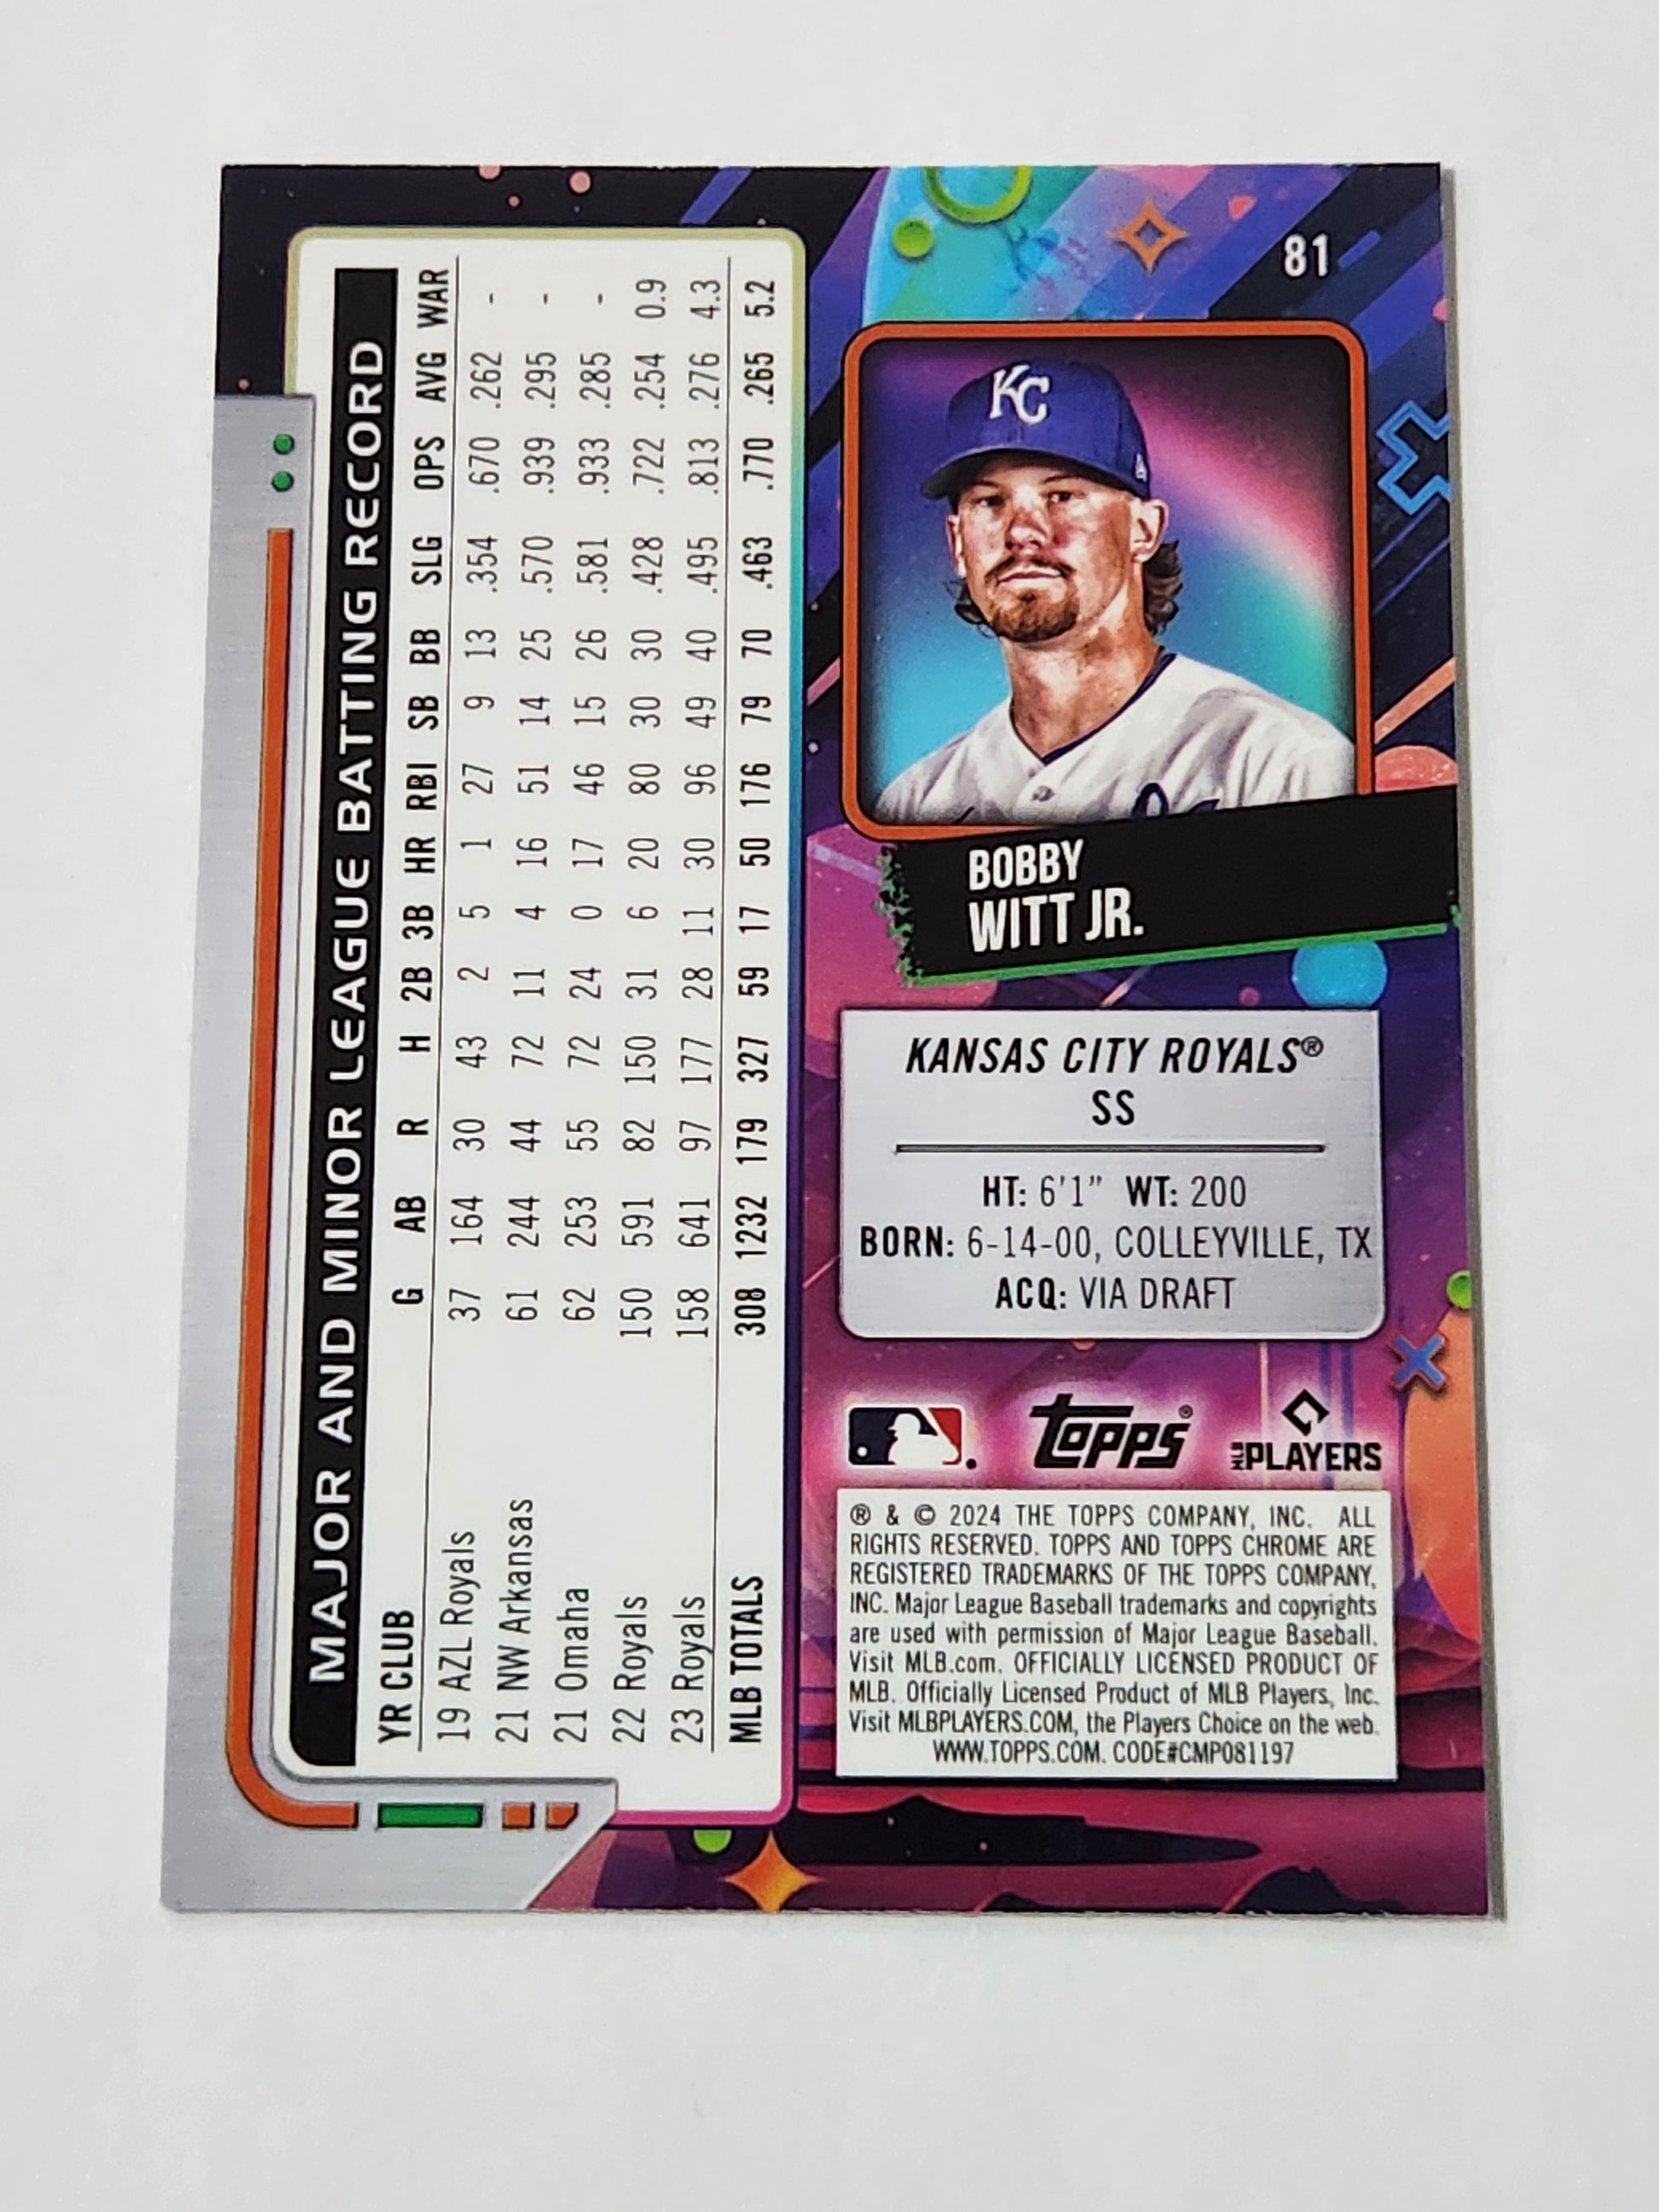 MAJOR AND MINOR LEAGUE BATTING RECORD
YR CLUB G AB R H 2B 3B HR RBI SB BB SLG OPS AVG WAR
19 AZL Royals 37 164 30 43 2 5 1 27 9 13 .354 .670 .262 -
21 NW Arkansas 61 244 44 72 11 4 16 51 14 25 .570 .939 .295 -
21 Omaha 62 253 55 72 24 0 17 46 15 26 .581 .933 .285 -
22 Royals 150 591 82 150 31 6 20 80 30 30 .428 .722 .254 0.9
23 Royals 158 641 97 177 28 11 30 96 49 40 .495 .813 .276 4.3
MLB TOTALS 308 1232 179 327 59 17 50 176 79 70 .463 .770 .265 5.2
81
KC
BOBBY
WITT JR.
KANSAS CITY ROYALS®
SS
HT: 6'1" WT: 200
BORN: 6-14-00, COLLEYVILLE, TX
ACQ: VIA DRAFT
topps®
MLB PLAYERS
® & © 2024 THE TOPPS COMPANY, INC. ALL
RIGHTS RESERVED. TOPPS AND TOPPS CHROME ARE
REGISTERED TRADEMARKS OF THE TOPPS COMPANY,
INC. Major League Baseball trademarks and copyrights
are used with permission of Major League Baseball.
Visit MLB.com. OFFICIALLY LICENSED PRODUCT OF
MLB. Officially Licensed Product of MLB Players, Inc.
Visit MLBPLAYERS.COM, the Players Choice on the web.
WWW.TOPPS.COM. CODE#CMP081197